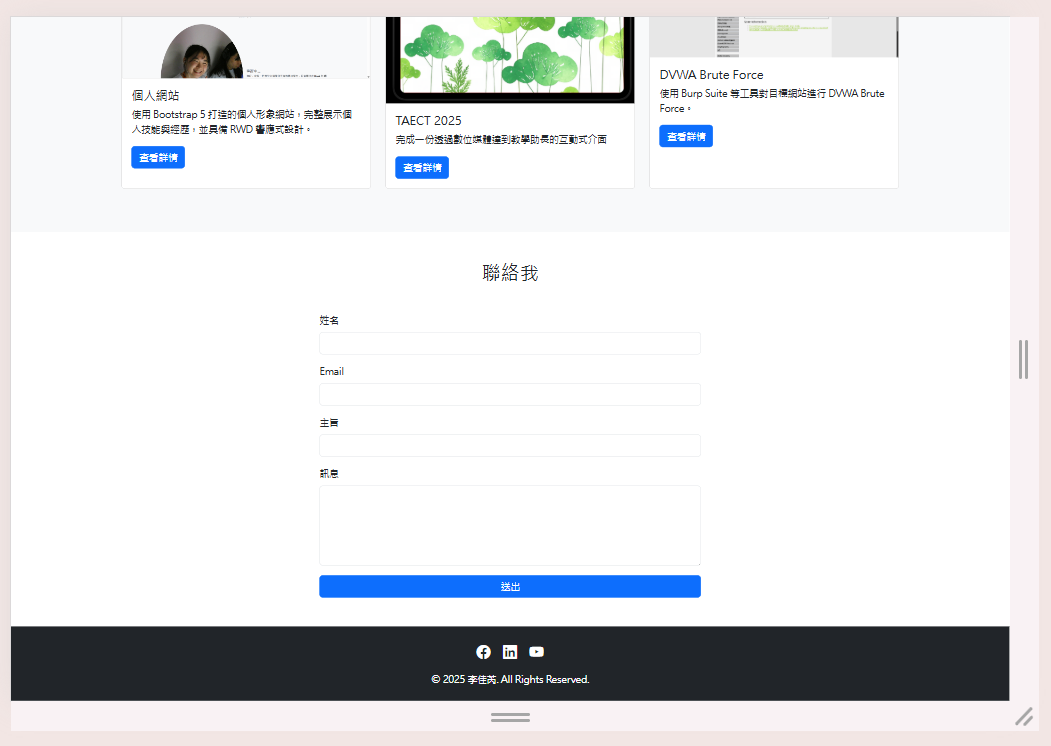 個人網站
使用 Bootstrap 5 打造的個人形象網站，完整展示個
人技能與經歷，並具備 RWD 響應式設計。
查看詳情
TAECT 2025
完成一份透過數位媒體達到教學助長的互動式介面
查看詳情
DVWA Brute Force
使用 Burp Suite 等工具對目標網站進行 DVWA Brute
Force。
查看詳情
聯絡我
姓名
Email
主旨
訊息
送出
© 2025 李佳芮. All Rights Reserved.